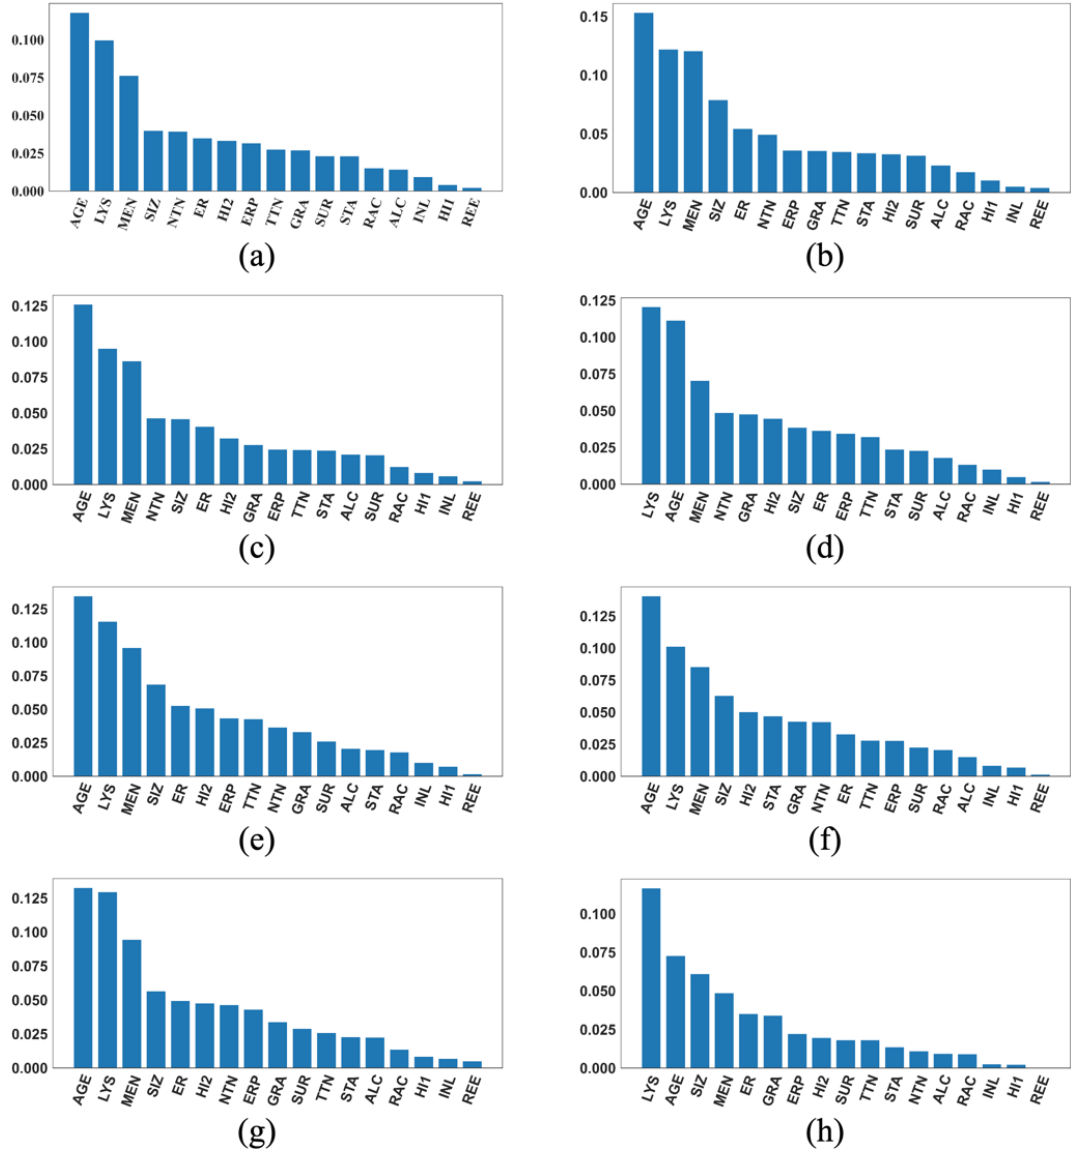 0.100
0.075
0.050
0.025
0.000
AGE LYS MEN SIZ NTN ER HI2 ERP TTN GRA SUR STA RAC ALC INL HI1 REE
(a)
0.15
0.10
0.05
0.00
AGE LYS MEN SIZ ER NTN ERP GRA TTN STA HI2 SUR ALC RAC HI1 INL REE
(b)
0.125
0.100
0.075
0.050
0.025
0.000
AGE LYS MEN NTN SIZ ER HI2 GRA ERP TTN STA ALC SUR RAC HI1 INL REE
(c)
0.125
0.100
0.075
0.050
0.025
0.000
LYS AGE MEN NTN GRA HI2 SIZ ER ERP TTN STA SUR ALC RAC INL HI1 REE
(d)
0.125
0.100
0.075
0.050
0.025
0.000
AGE LYS MEN SIZ ER HI2 ERP TTN NTN GRA SUR ALC STA RAC INL HI1 REE
(e)
0.125
0.100
0.075
0.050
0.025
0.000
AGE LYS MEN SIZ HI2 STA GRA NTN ER TTN ERP SUR RAC ALC INL HI1 REE
(f)
0.125
0.100
0.075
0.050
0.025
0.000
AGE LYS MEN SIZ ER HI2 NTN ERP GRA SUR TTN STA ALC RAC HI1 INL REE
(g)
0.100
0.075
0.050
0.025
0.000
LYS AGE SIZ MEN ER GRA ERP HI2 SUR TTN STA NTN ALC RAC INL HI1 REE
(h)